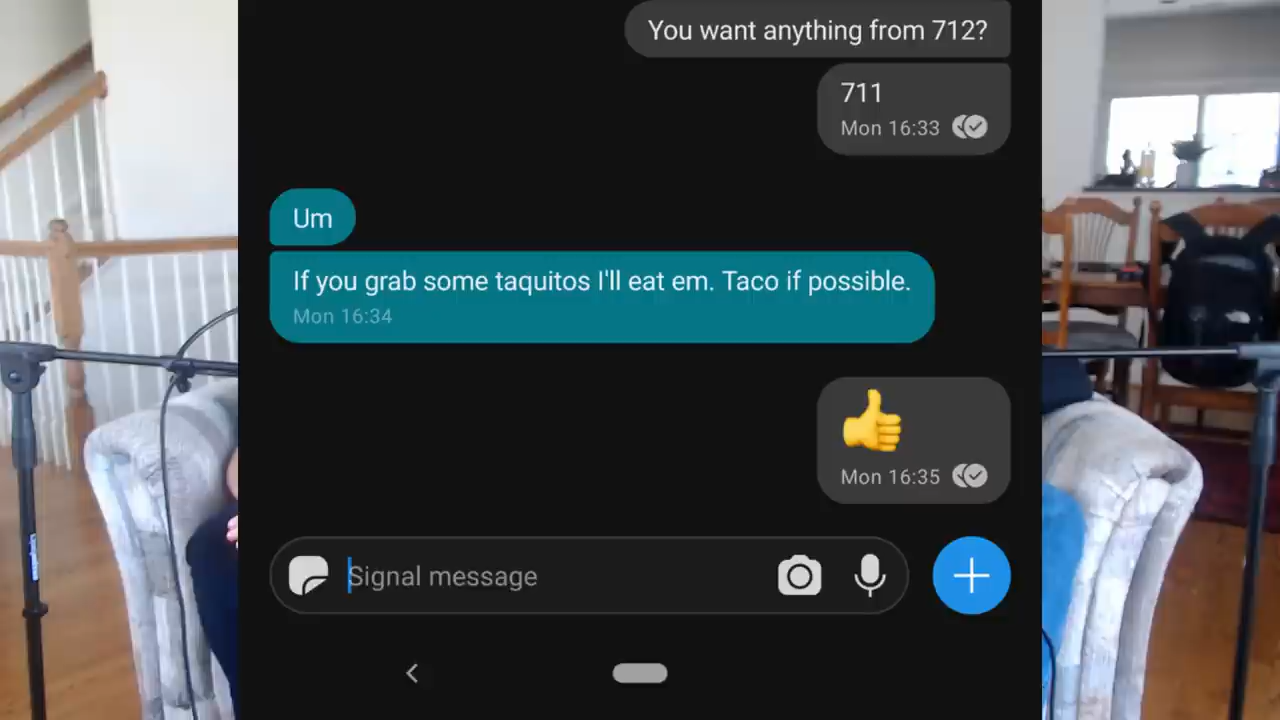 You want anything from 712?
711
Mon 16:33
Um
If you grab some taquitos I'll eat em. Taco if possible.
Mon 16:34
👍
Mon 16:35
Signal message